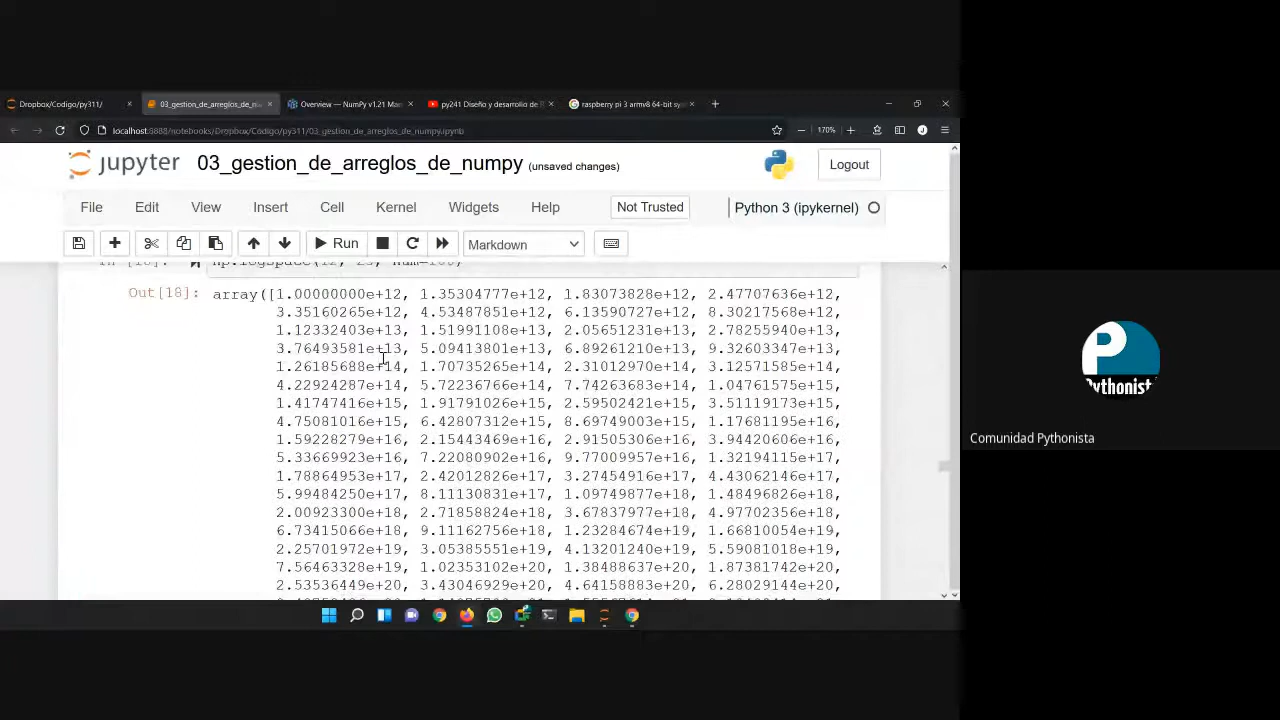 Dropbox/Codigo/py311/
03_gestion_de_arreglos_de_nu
Overview — NumPy v1.21 Ma
py241 Diseño y desarrollo de
raspberry pi 3 armv8 64-bit sy
localhost:8888/notebooks/Dropbox/Codigo/py311/03_gestion_de_arreglos_de_numpy.ipynb
170%
jupyter
03_gestion_de_arreglos_de_numpy (unsaved changes)
Logout
File Edit View Insert Cell Kernel Widgets Help
Not Trusted
Python 3 (ipykernel)
Run
Markdown
Out[18]: array([1.00000000e+12, 1.35304777e+12, 1.83073828e+12, 2.47707636e+12,
3.35160265e+12, 4.53487851e+12, 6.13590727e+12, 8.30217568e+12,
1.12332403e+13, 1.51991108e+13, 2.05651231e+13, 2.78255940e+13,
3.76493581e+13, 5.09413801e+13, 6.89261210e+13, 9.32603347e+13,
1.26185688e+14, 1.70735265e+14, 2.31012970e+14, 3.12571585e+14,
4.22924287e+14, 5.72236766e+14, 7.74263683e+14, 1.04761575e+15,
1.41747416e+15, 1.91791026e+15, 2.59502421e+15, 3.51119173e+15,
4.75081016e+15, 6.42807312e+15, 8.69749003e+15, 1.17681195e+16,
1.59228279e+16, 2.15443469e+16, 2.91505306e+16, 3.94420606e+16,
5.33669923e+16, 7.22080902e+16, 9.77009957e+16, 1.32194115e+17,
1.78864953e+17, 2.42012826e+17, 3.27454916e+17, 4.43062146e+17,
5.99484250e+17, 8.11130831e+17, 1.09749877e+18, 1.48496826e+18,
2.00923300e+18, 2.71858824e+18, 3.67837977e+18, 4.97702356e+18,
6.73415066e+18, 9.11162756e+18, 1.23284674e+19, 1.66810054e+19,
2.25701972e+19, 3.05385551e+19, 4.13201240e+19, 5.59081018e+19,
7.56463328e+19, 1.02353102e+20, 1.38488637e+20, 1.87381742e+20,
2.53536449e+20, 3.43046929e+20, 4.64158883e+20, 6.28029144e+20,
Pythonist
Comunidad Pythonista